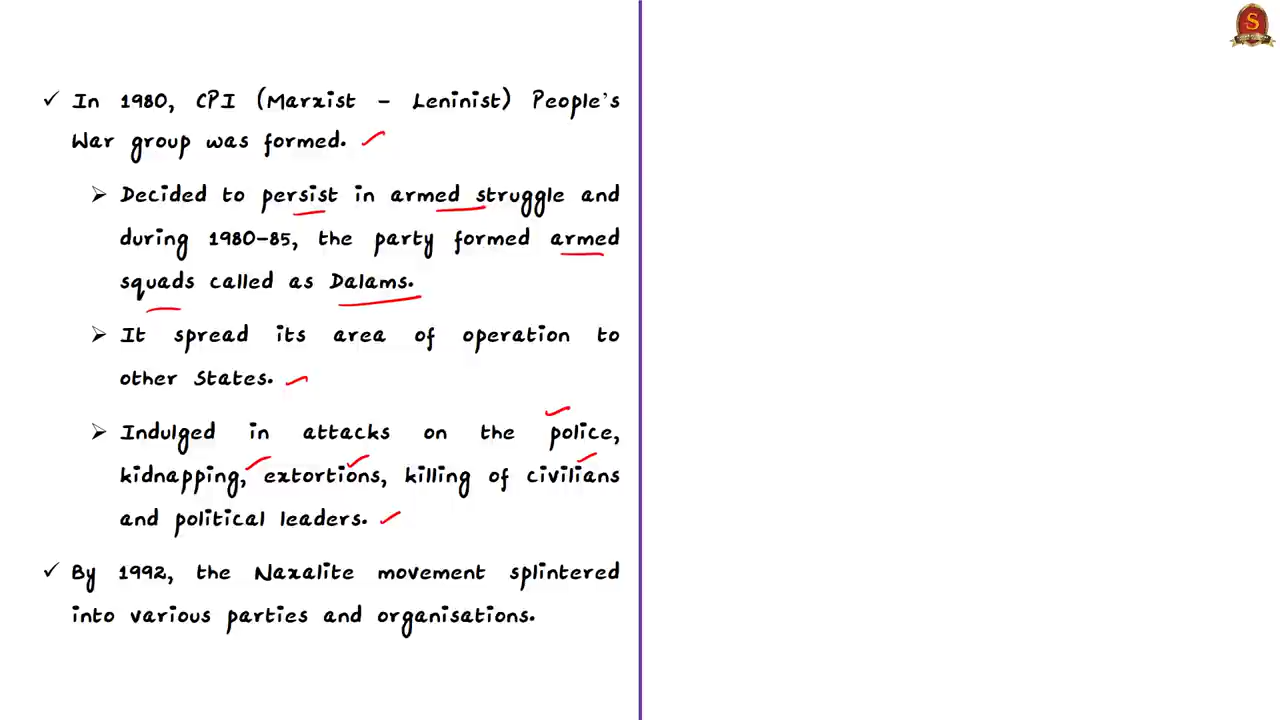 ✓ In 1980, CPI (Marxist - Leninist) People's
War group was formed.
➢ Decided to persist in armed struggle and
during 1980-85, the party formed armed
squads called as Dalams.
➢ It spread its area of operation to
other States.
➢ Indulged in attacks on the police,
kidnapping, extortions, killing of civilians
and political leaders.
✓ By 1992, the Naxalite movement splintered
into various parties and organisations.
S